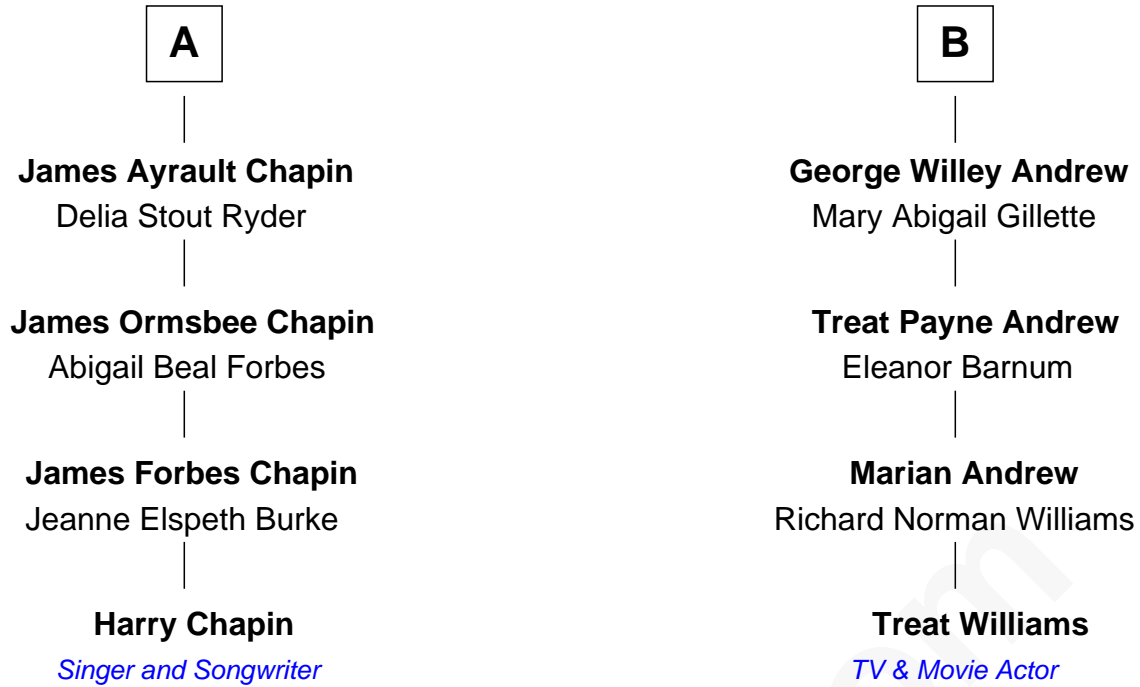 A
B
James Ayrault Chapin
Delia Stout Ryder
George Willey Andrew
Mary Abigail Gillette
James Ormsbee Chapin
Abigail Beal Forbes
Treat Payne Andrew
Eleanor Barnum
James Forbes Chapin
Jeanne Elspeth Burke
Marian Andrew
Richard Norman Williams
Harry Chapin
Singer and Songwriter
Treat Williams
TV & Movie Actor